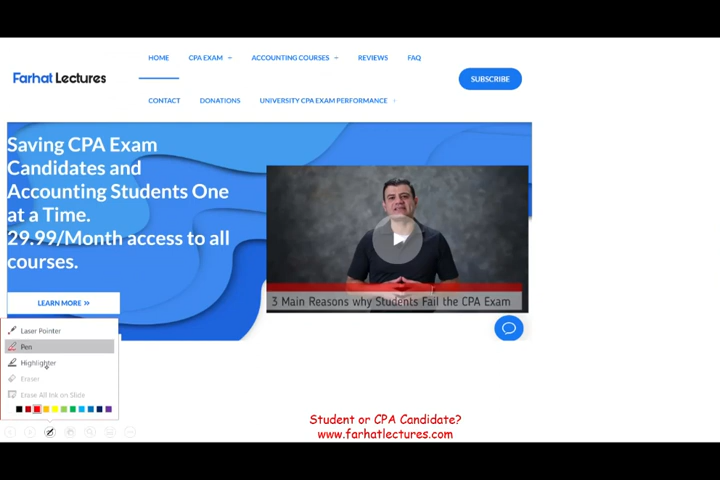 HOME
CPA EXAM
ACCOUNTING COURSES
REVIEWS
FAQ
Farhat Lectures
SUBSCRIBE
CONTACT
DONATIONS
UNIVERSITY CPA EXAM PERFORMANCE
Saving CPA Exam
Candidates and
Accounting Students One
at a Time.
29.99/Month access to all
courses.
3 Main Reasons why Students Fail the CPA Exam
LEARN MORE »
Laser Pointer
Pen
Highlighter
Eraser
Erase All Ink on Slide
Student or CPA Candidate?
www.farhatlectures.com